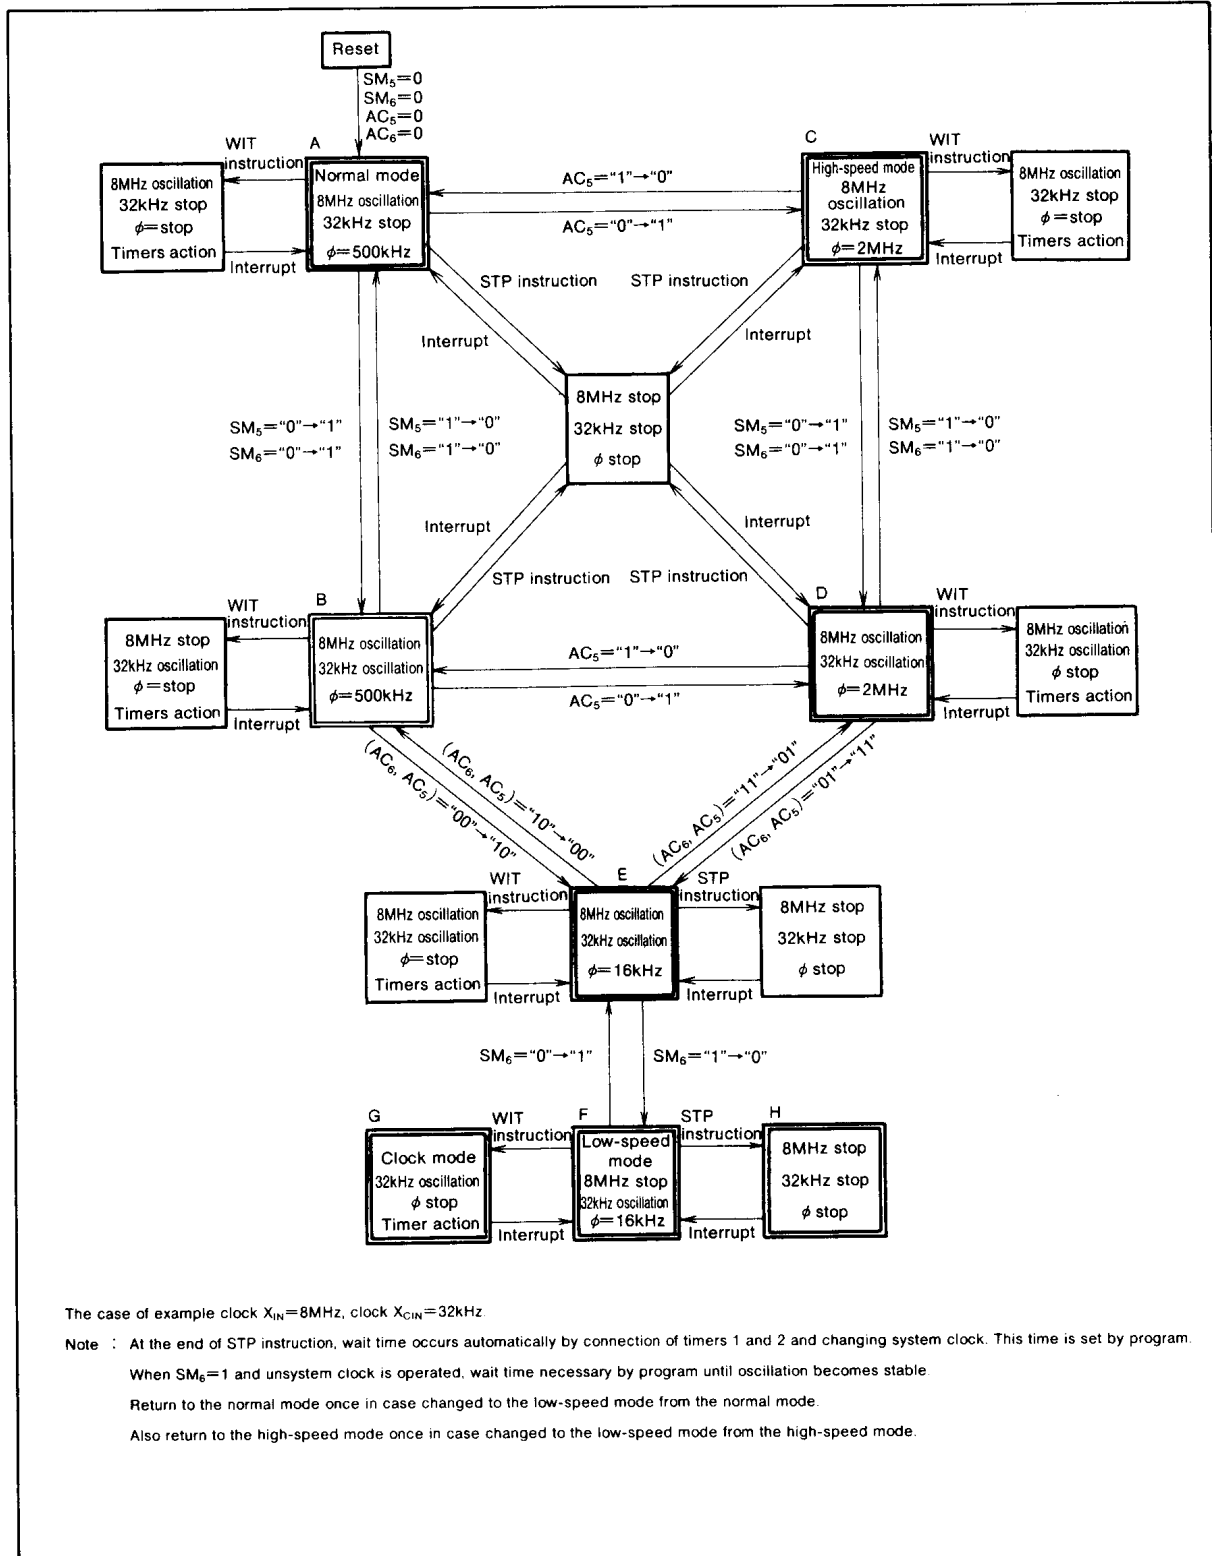 Reset
SM₅=0
SM₆=0
AC₅=0
AC₆=0
A
WIT
instruction
8MHz oscillation
32kHz stop
ϕ=stop
Timers action
Interrupt
Normal mode
8MHz oscillation
32kHz stop
ϕ=500kHz
AC₅=“1”→“0”
AC₅=“0”→“1”
C
High-speed mode
8MHz
oscillation
32kHz stop
ϕ=2MHz
WIT
instruction
Interrupt
8MHz oscillation
32kHz stop
ϕ=stop
Timers action
STP instruction
STP instruction
Interrupt
Interrupt
8MHz stop
32kHz stop
ϕ stop
SM₅=“0”→“1”
SM₆=“0”→“1”
SM₅=“1”→“0”
SM₆=“1”→“0”
SM₅=“0”→“1”
SM₆=“0”→“1”
SM₅=“1”→“0”
SM₆=“1”→“0”
Interrupt
Interrupt
STP instruction
STP instruction
B
WIT
instruction
8MHz stop
32kHz oscillation
ϕ=stop
Timers action
Interrupt
8MHz oscillation
32kHz oscillation
ϕ=500kHz
AC₅=“1”→“0”
AC₅=“0”→“1”
D
8MHz oscillation
32kHz oscillation
ϕ=2MHz
WIT
instruction
Interrupt
8MHz oscillation
32kHz oscillation
ϕ stop
Timers action
(AC₆, AC₅)=“00”→“10”
(AC₆, AC₅)=“10”→“00”
(AC₆, AC₅)=“11”→“01”
(AC₆, AC₅)=“01”→“11”
E
WIT
instruction
8MHz oscillation
32kHz oscillation
ϕ=stop
Timers action
Interrupt
8MHz oscillation
32kHz oscillation
ϕ=16kHz
STP
instruction
Interrupt
8MHz stop
32kHz stop
ϕ stop
SM₆=“0”→“1”
SM₆=“1”→“0”
G
WIT
instruction
Clock mode
32kHz oscillation
ϕ stop
Timer action
Interrupt
F
Low-speed
mode
8MHz stop
32kHz oscillation
ϕ=16kHz
STP
instruction
Interrupt
H
8MHz stop
32kHz stop
ϕ stop
The case of example clock X_IN=8MHz, clock X_CIN=32kHz
Note : At the end of STP instruction, wait time occurs automatically by connection of timers 1 and 2 and changing system clock. This time is set by program.
When SM₆=1 and unsystem clock is operated, wait time necessary by program until oscillation becomes stable.
Return to the normal mode once in case changed to the low-speed mode from the normal mode.
Also return to the high-speed mode once in case changed to the low-speed mode from the high-speed mode.